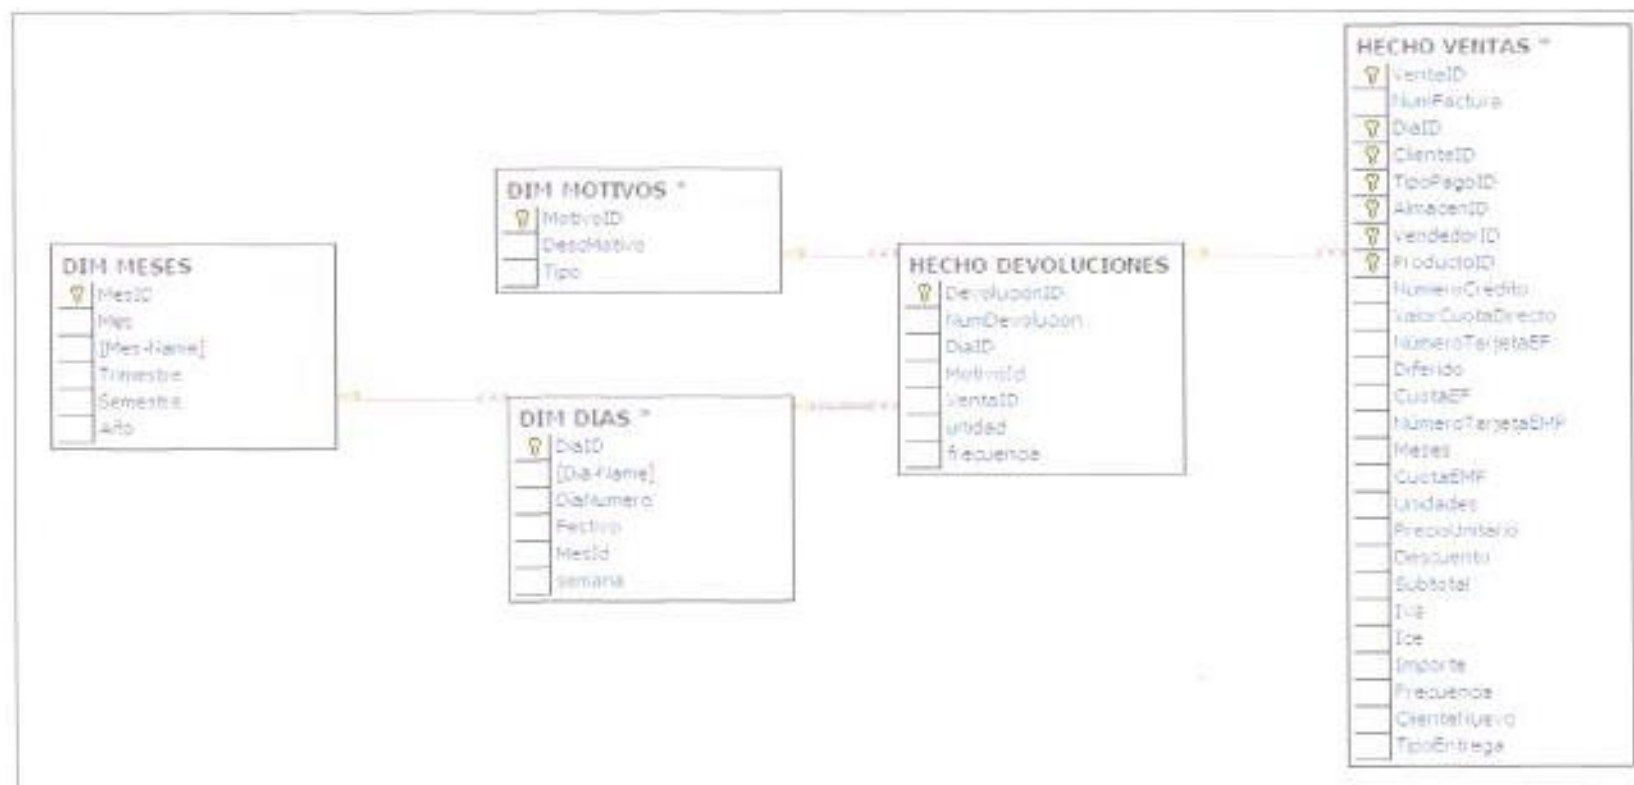 DIM MESES
MesID
Mes
[Mes-Name]
Trimestre
Semestre
Año
DIM MOTIVOS *
MotivoID
DescMotivo
Tipo
DIM DIAS *
DiaID
[Dia-Name]
DiaNumero
Festivo
MesId
semana
HECHO DEVOLUCIONES
DevolucionID
NumDevolucion
DiaID
MotivoId
VentaID
unidad
frecuencia
HECHO VENTAS *
VentaID
NumFactura
DiaID
ClienteID
TipoPagoID
AlmacenID
VendedorID
ProductoID
NumeroCredito
ValorCuotaDirecto
NúmeroTarjetaEF
Diferido
CuotaEF
NúmeroTarjetaEMP
Meses
CuotaEMP
Unidades
PrecioUnitario
Descuento
Subtotal
Iva
Ice
Importe
Frecuencia
ClienteNuevo
TipoEntrega